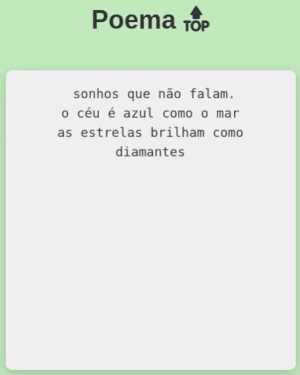 Poema TOP
sonhos que não falam.
o céu é azul como o mar
as estrelas brilham como
diamantes